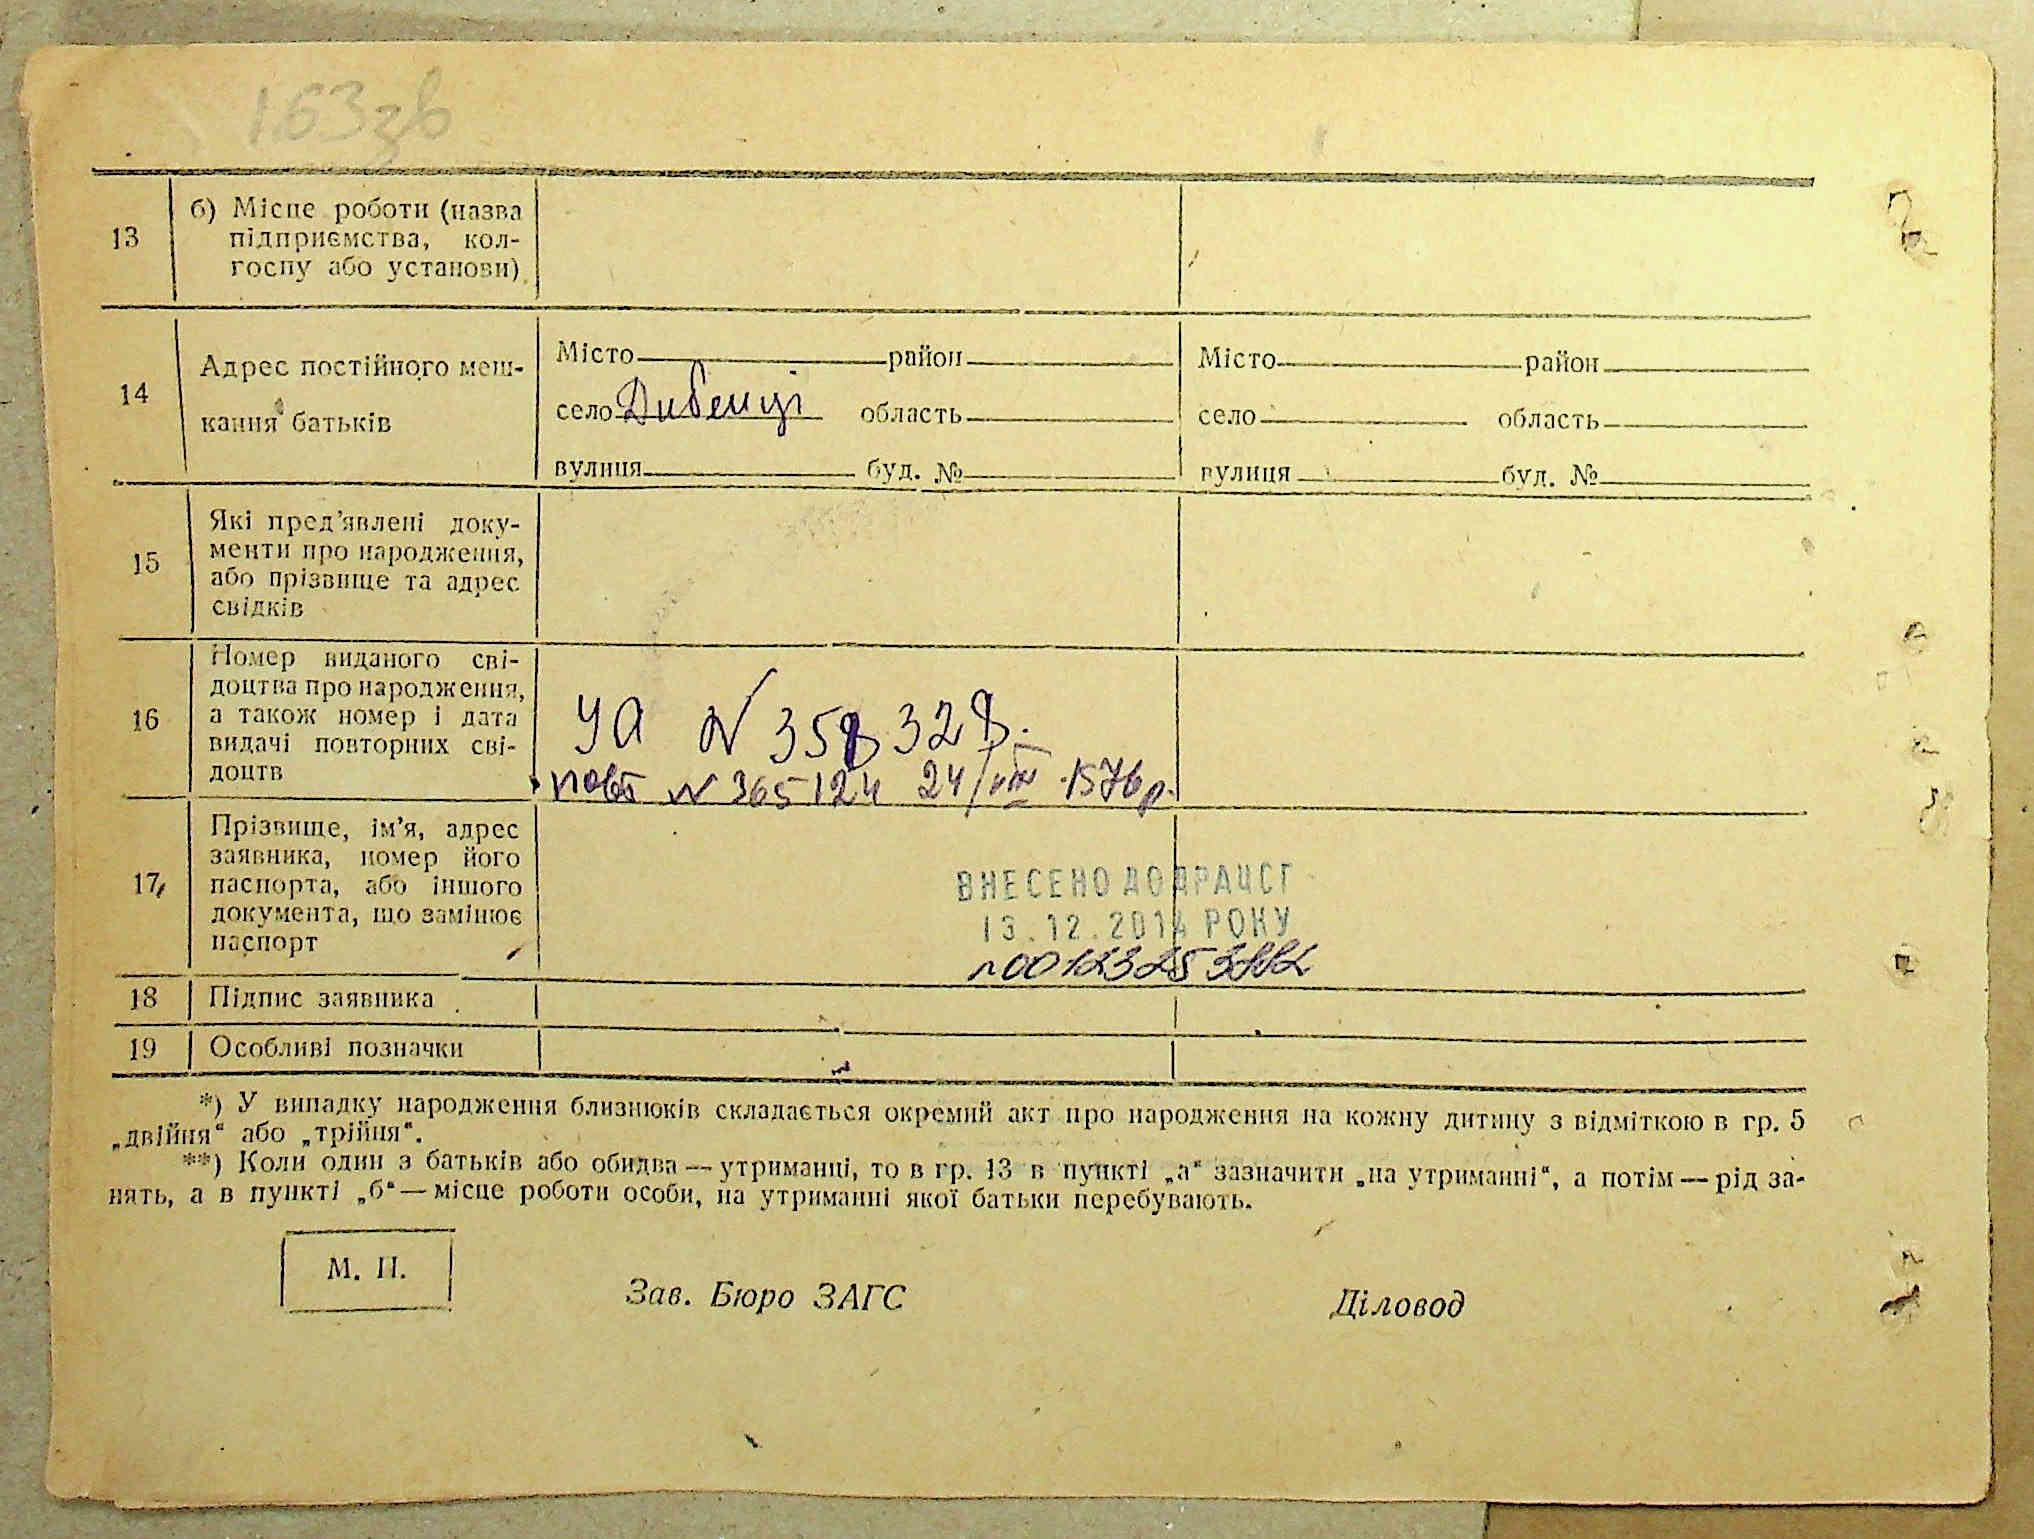 163зв
13
б) Місце роботи (назва
підприємства, кол-
госпу або установи)
14
Адрес постійного меш-
кання батьків
Місто район
село Дибенці область
вулиця буд. №
Місто район
село область
вулиця буд. №
15
Які пред'явлені доку-
менти про народження,
або прізвище та адрес
свідків
16
Номер виданого сві-
доцтва про народження,
а також номер і дата
видачі повторних сві-
доцтв
УА N 358328.
повт N 365124 24/VIII 1976 р.
17
Прізвище, ім'я, адрес
заявника, номер його
паспорта, або іншого
документа, що замінює
паспорт
ВНЕСЕНО ДО ДРАЦСГ
13.12.2014 РОКУ
18
Підпис заявника
19
Особливі позначки
*) У випадку народження близнюків складається окремий акт про народження на кожну дитину з відміткою в гр. 5
„двійня“ або „трійня“.
**) Коли один з батьків або обидва — утриманці, то в гр. 13 в пункті „а“ зазначити „на утриманні“, а потім — рід за-
нять, а в пункті „б“ — місце роботи особи, на утриманні якої батьки перебувають.
М. П.
Зав. Бюро ЗАГС
Діловод